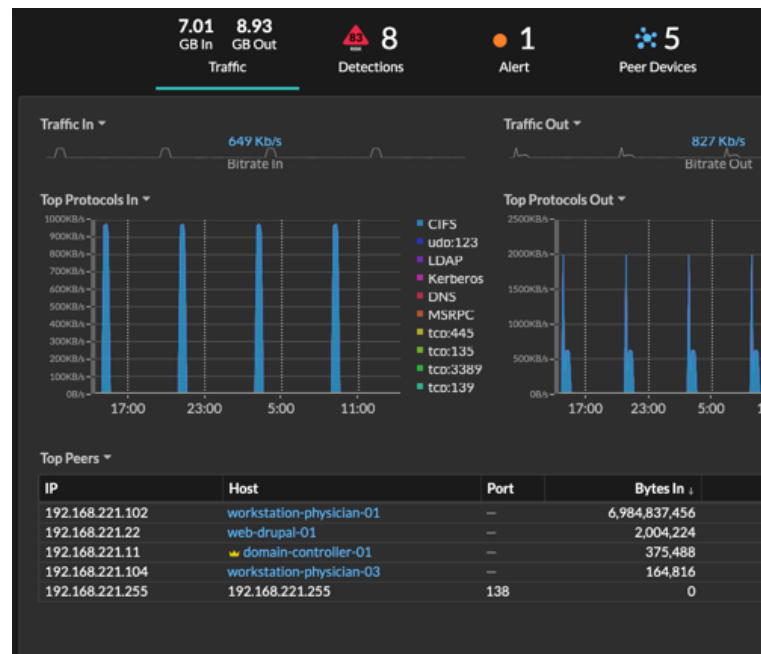 7.01 8.93 83 8 1 5
GB In GB Out RISK
Traffic Detections Alert Peer Devices
Traffic In Traffic Out
649 Kb/s 827 Kb/s
Bitrate In Bitrate Out
Top Protocols In Top Protocols Out
1000KB/s
900KB/s
800KB/s
700KB/s
600KB/s
500KB/s
400KB/s
300KB/s
200KB/s
100KB/s
0B/s
17:00 23:00 5:00 11:00
CIFS
udp:123
LDAP
Kerberos
DNS
MSRPC
tcp:445
tcp:135
tcp:3389
tcp:139
2500KB/s
2000KB/s
1500KB/s
1000KB/s
500KB/s
0B/s
17:00 23:00 5:00 1
Top Peers
IP Host Port Bytes In ↓
192.168.221.102 workstation-physician-01 — 6,984,837,456
192.168.221.22 web-drupal-01 — 2,004,224
192.168.221.11 domain-controller-01 — 375,488
192.168.221.104 workstation-physician-03 — 164,816
192.168.221.255 192.168.221.255 138 0